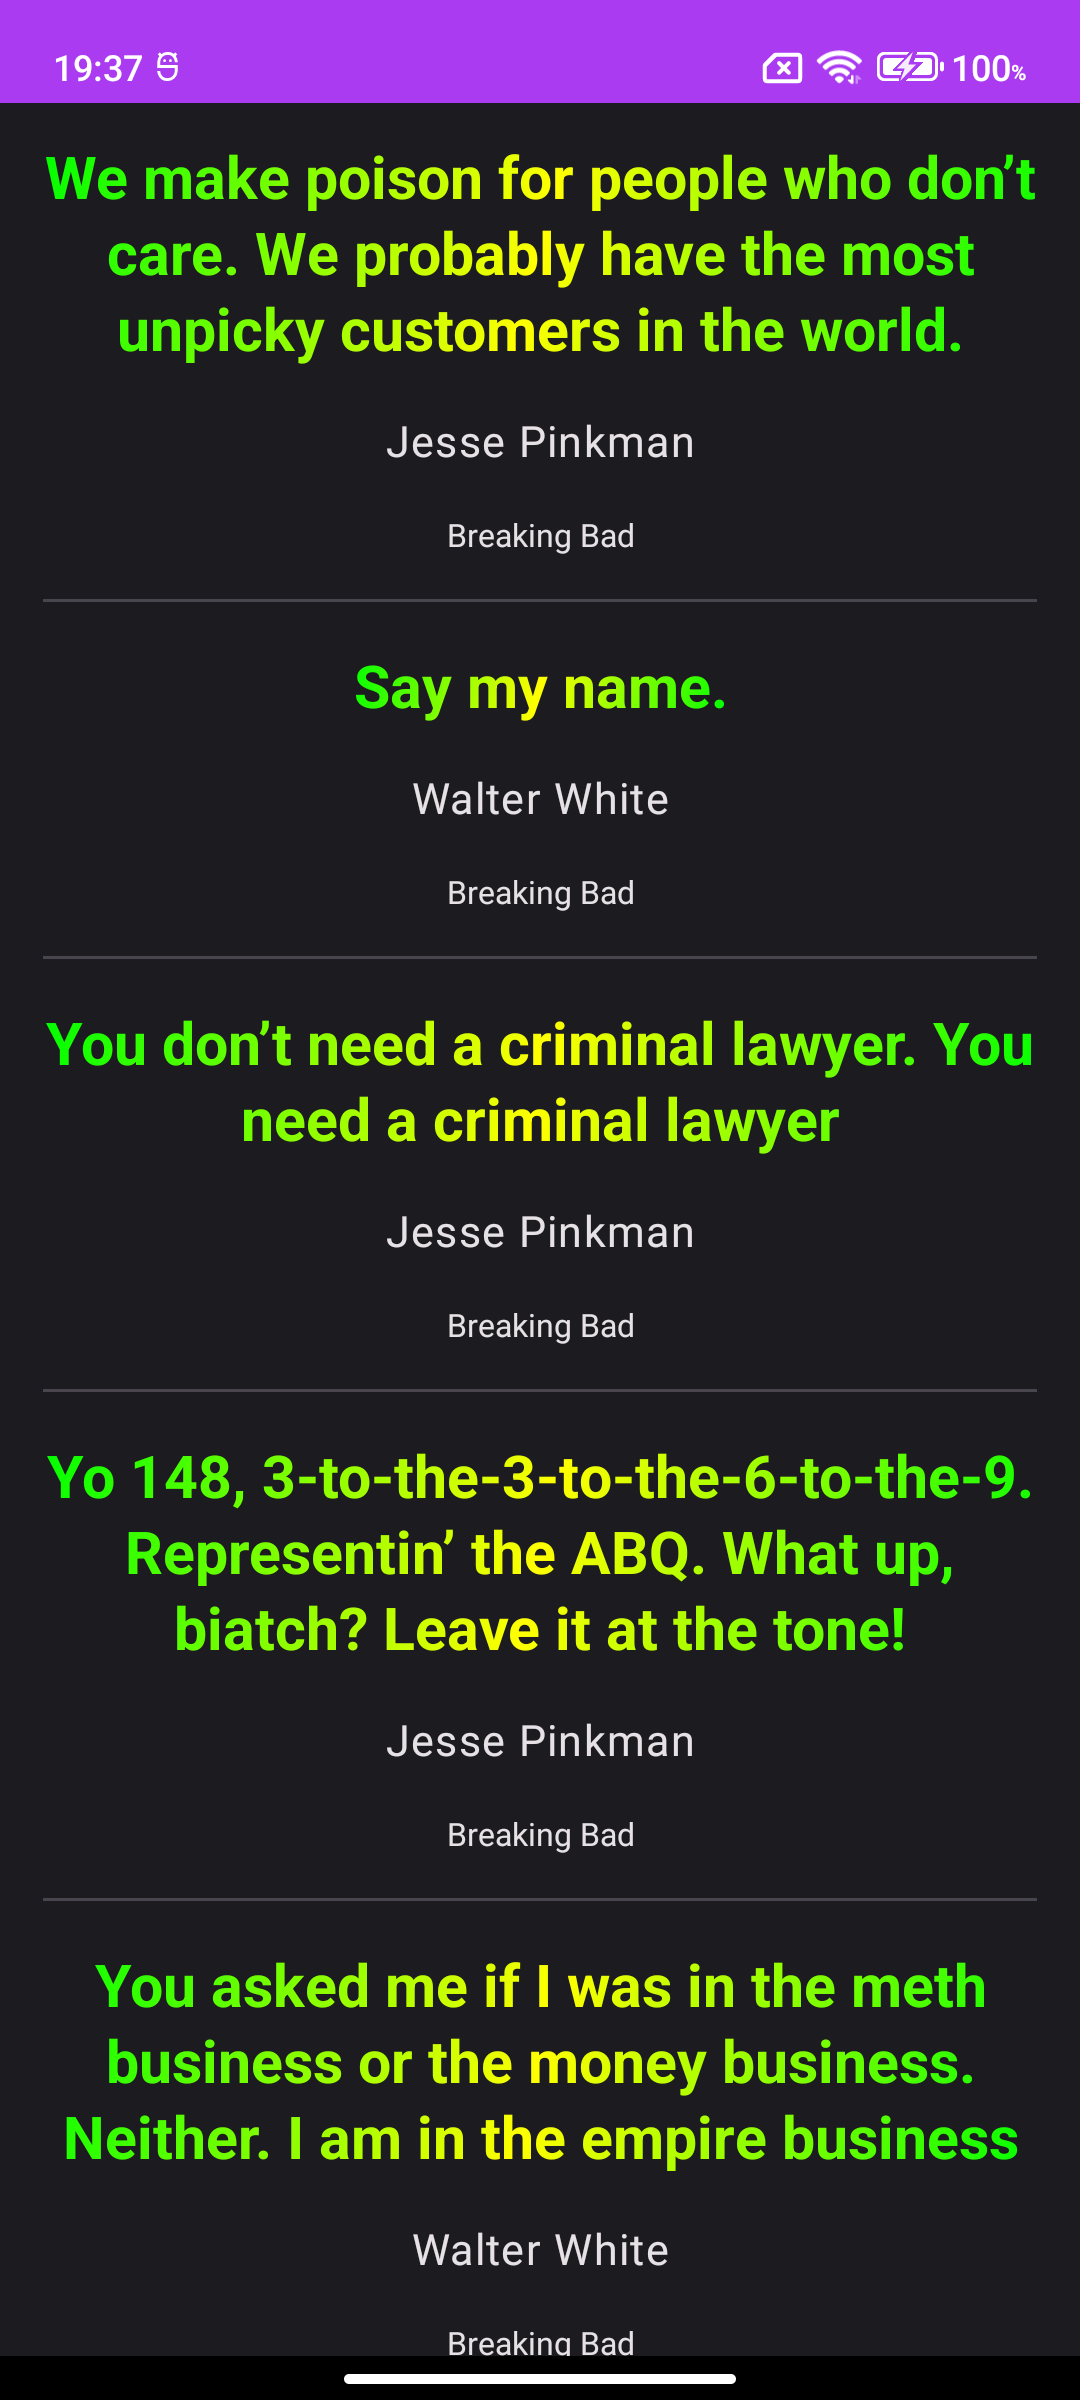 19:37
100%
We make poison for people who don’t
care. We probably have the most
unpicky customers in the world.
Jesse Pinkman
Breaking Bad
Say my name.
Walter White
Breaking Bad
You don’t need a criminal lawyer. You
need a criminal lawyer
Jesse Pinkman
Breaking Bad
Yo 148, 3-to-the-3-to-the-6-to-the-9.
Representin’ the ABQ. What up,
biatch? Leave it at the tone!
Jesse Pinkman
Breaking Bad
You asked me if I was in the meth
business or the money business.
Neither. I am in the empire business
Walter White
Breaking Bad